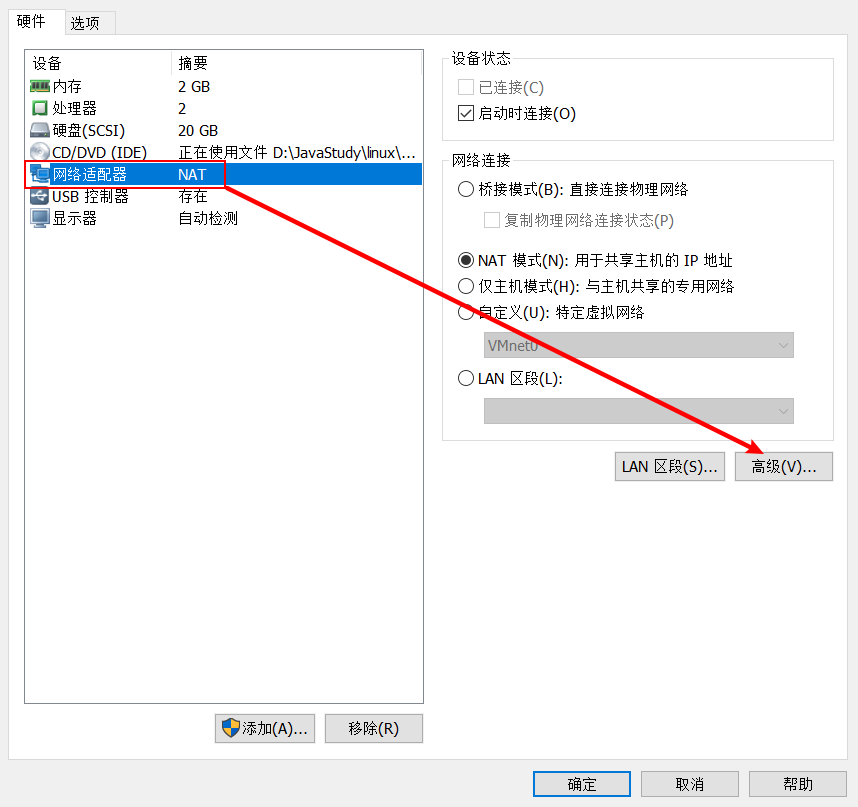 硬件 选项
设备 摘要
内存 2 GB
处理器 2
硬盘(SCSI) 20 GB
CD/DVD (IDE) 正在使用文件 D:\JavaStudy\linux\...
网络适配器 NAT
USB 控制器 存在
显示器 自动检测
添加(A)... 移除(R)
设备状态
已连接(C)
启动时连接(O)
网络连接
桥接模式(B): 直接连接物理网络
复制物理网络连接状态(P)
NAT 模式(N): 用于共享主机的 IP 地址
仅主机模式(H): 与主机共享的专用网络
自定义(U): 特定虚拟网络
VMnet0
LAN 区段(L):
LAN 区段(S)... 高级(V)...
确定 取消 帮助